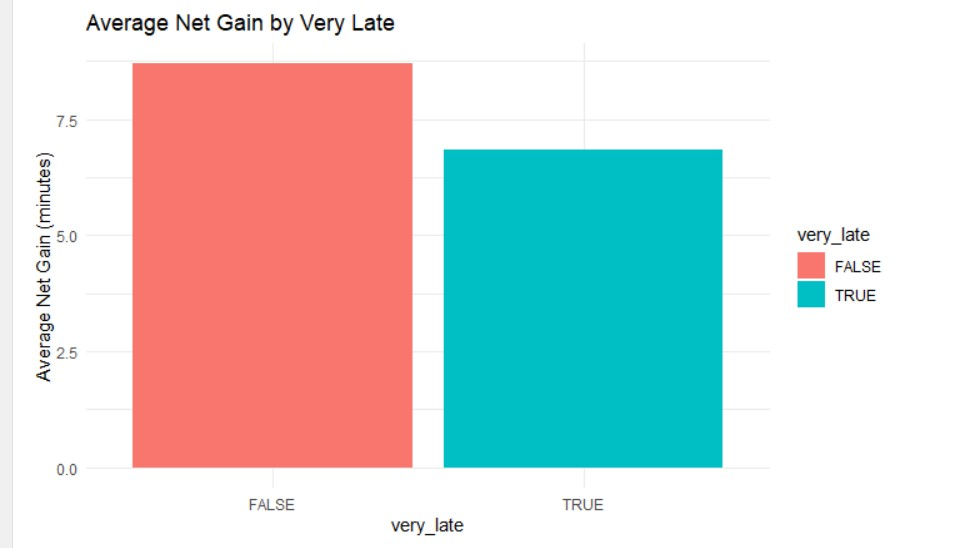 Average Net Gain by Very Late
Average Net Gain (minutes)
7.5
5.0
2.5
0.0
FALSE
TRUE
very_late
very_late
FALSE
TRUE